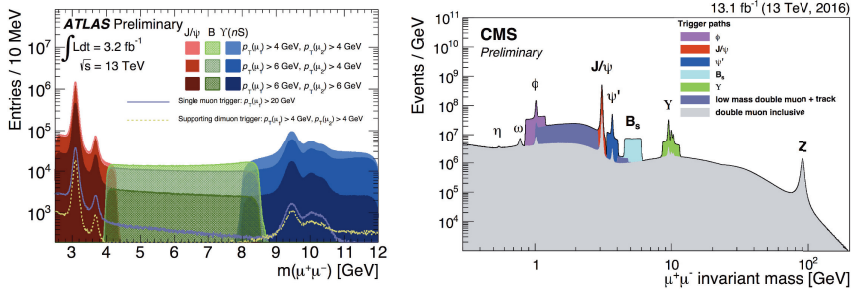 ATLAS Preliminary
∫Ldt = 3.2 fb⁻¹
√s = 13 TeV
J/ψ B Υ(nS)
p_T(μ₁) > 4 GeV, p_T(μ₂) > 4 GeV
p_T(μ₁) > 6 GeV, p_T(μ₂) > 4 GeV
p_T(μ₁) > 6 GeV, p_T(μ₂) > 6 GeV
Single muon trigger: p_T(μ₁) > 20 GeV
Supporting dimuon trigger: p_T(μ₁) > 4 GeV, p_T(μ₂) > 4 GeV
Entries / 10 MeV
10⁷
10⁶
10⁵
10⁴
10³
3 4 5 6 7 8 9 10 11 12
m(μ⁺μ⁻) [GeV]
13.1 fb⁻¹ (13 TeV, 2016)
CMS
Preliminary
Trigger paths
ϕ
J/ψ
ψ'
Bₛ
Υ
low mass double muon + track
double muon inclusive
η
ω
ϕ
J/ψ
ψ'
Bₛ
Υ
Z
Events / GeV
10¹¹
10¹⁰
10⁹
10⁸
10⁷
10⁶
10⁵
10⁴
1 10 10²
μ⁺μ⁻ invariant mass [GeV]